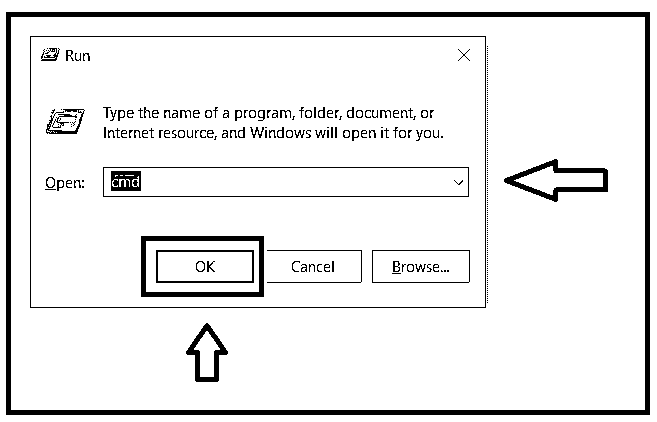 Run
Type the name of a program, folder, document, or
Internet resource, and Windows will open it for you.
Open: cmd
OK Cancel Browse...